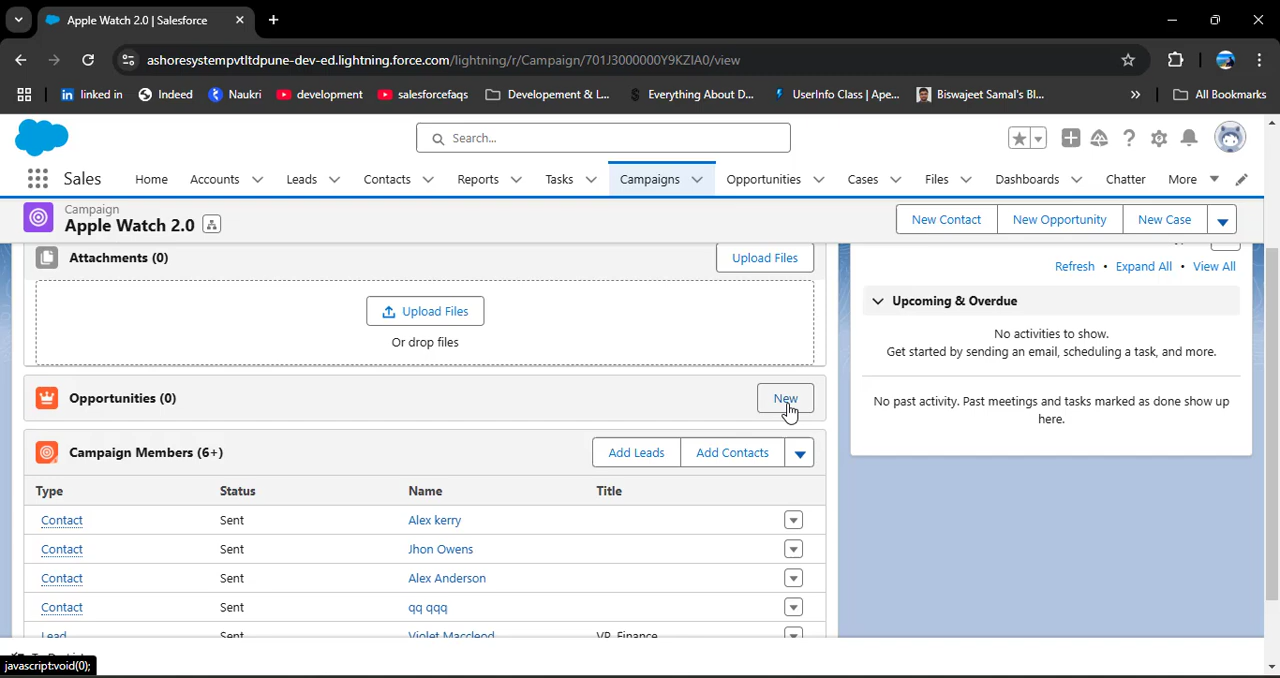 Apple Watch 2.0 | Salesforce
ashoresystempvtltdpune-dev-ed.lightning.force.com/lightning/r/Campaign/701J3000000Y9KZIA0/view
linked in Indeed Naukri development salesforcefaqs Developement & L... Everything About D... UserInfo Class | Ape... Biswajeet Samal's Bl... » All Bookmarks
Search...
Sales Home Accounts Leads Contacts Reports Tasks Campaigns Opportunities Cases Files Dashboards Chatter More
Campaign
Apple Watch 2.0
New Contact New Opportunity New Case
Attachments (0) Upload Files
Upload Files
Or drop files
Opportunities (0) New
Campaign Members (6+) Add Leads Add Contacts
Type Status Name Title
Contact Sent Alex kerry
Contact Sent Jhon Owens
Contact Sent Alex Anderson
Contact Sent qq qqq
Lead Sent Violet Maccleod VP, Finance
Refresh • Expand All • View All
Upcoming & Overdue
No activities to show.
Get started by sending an email, scheduling a task, and more.
No past activity. Past meetings and tasks marked as done show up
here.
javascript:void(0);